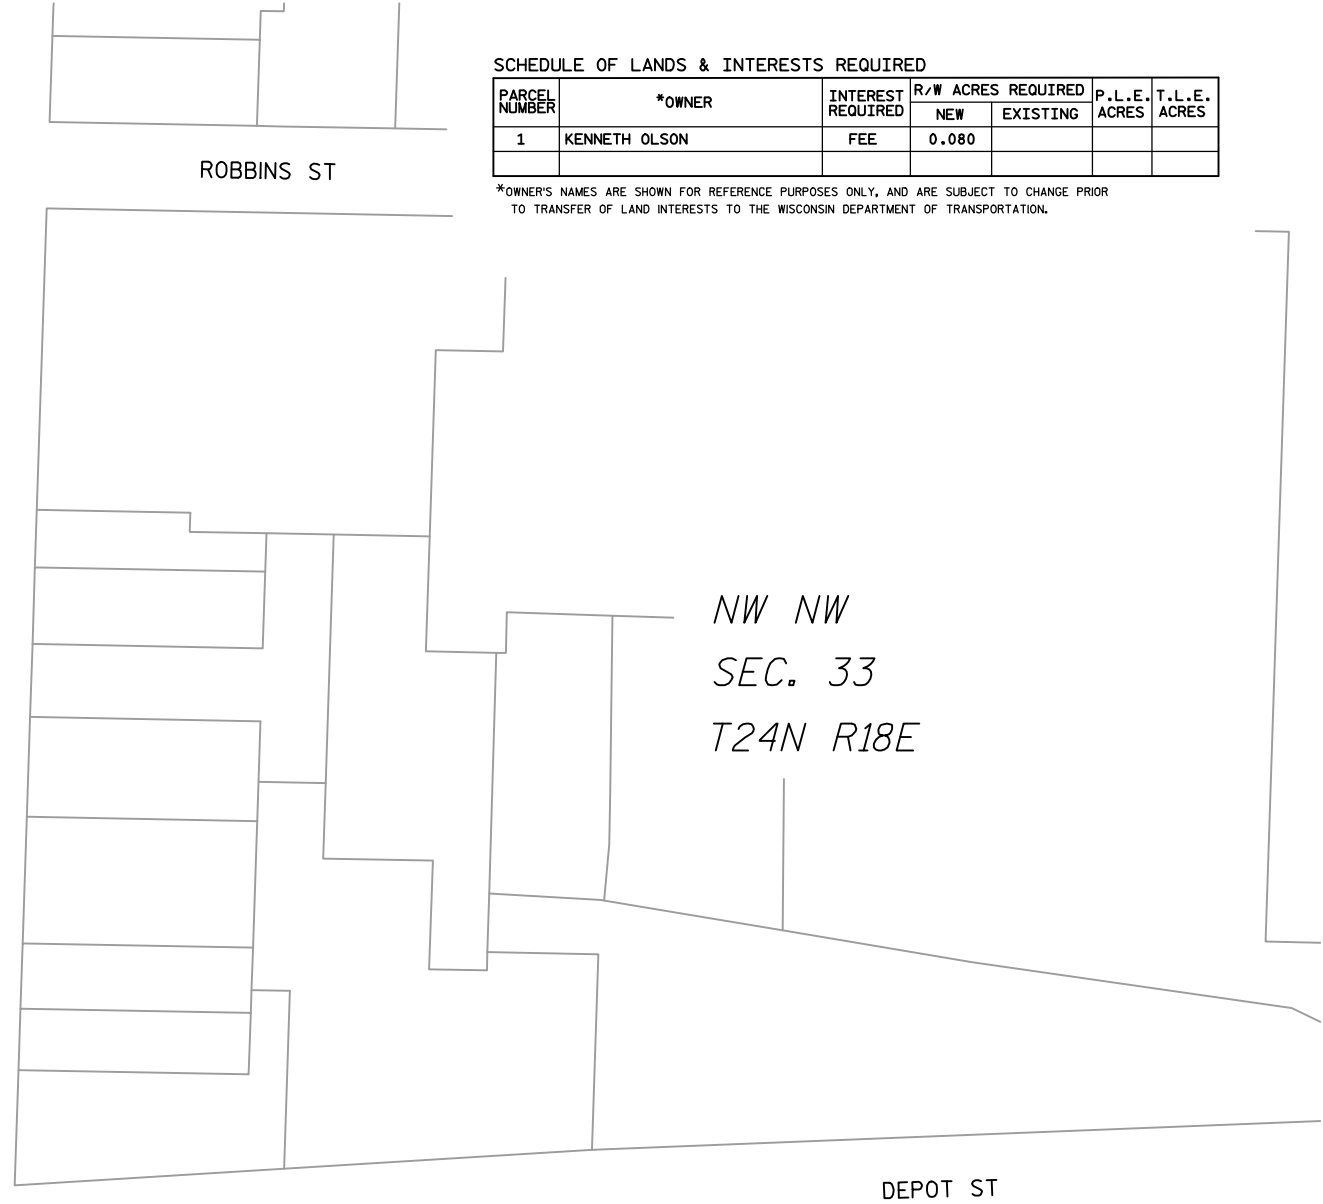 SCHEDULE OF LANDS & INTERESTS REQUIRED
PARCEL NUMBER *OWNER INTEREST REQUIRED R/W ACRES REQUIRED P.L.E. ACRES T.L.E. ACRES
NEW EXISTING
1 KENNETH OLSON FEE 0.080
*OWNER'S NAMES ARE SHOWN FOR REFERENCE PURPOSES ONLY, AND ARE SUBJECT TO CHANGE PRIOR
TO TRANSFER OF LAND INTERESTS TO THE WISCONSIN DEPARTMENT OF TRANSPORTATION.
ROBBINS ST
NW NW
SEC. 33
T24N R18E
DEPOT ST